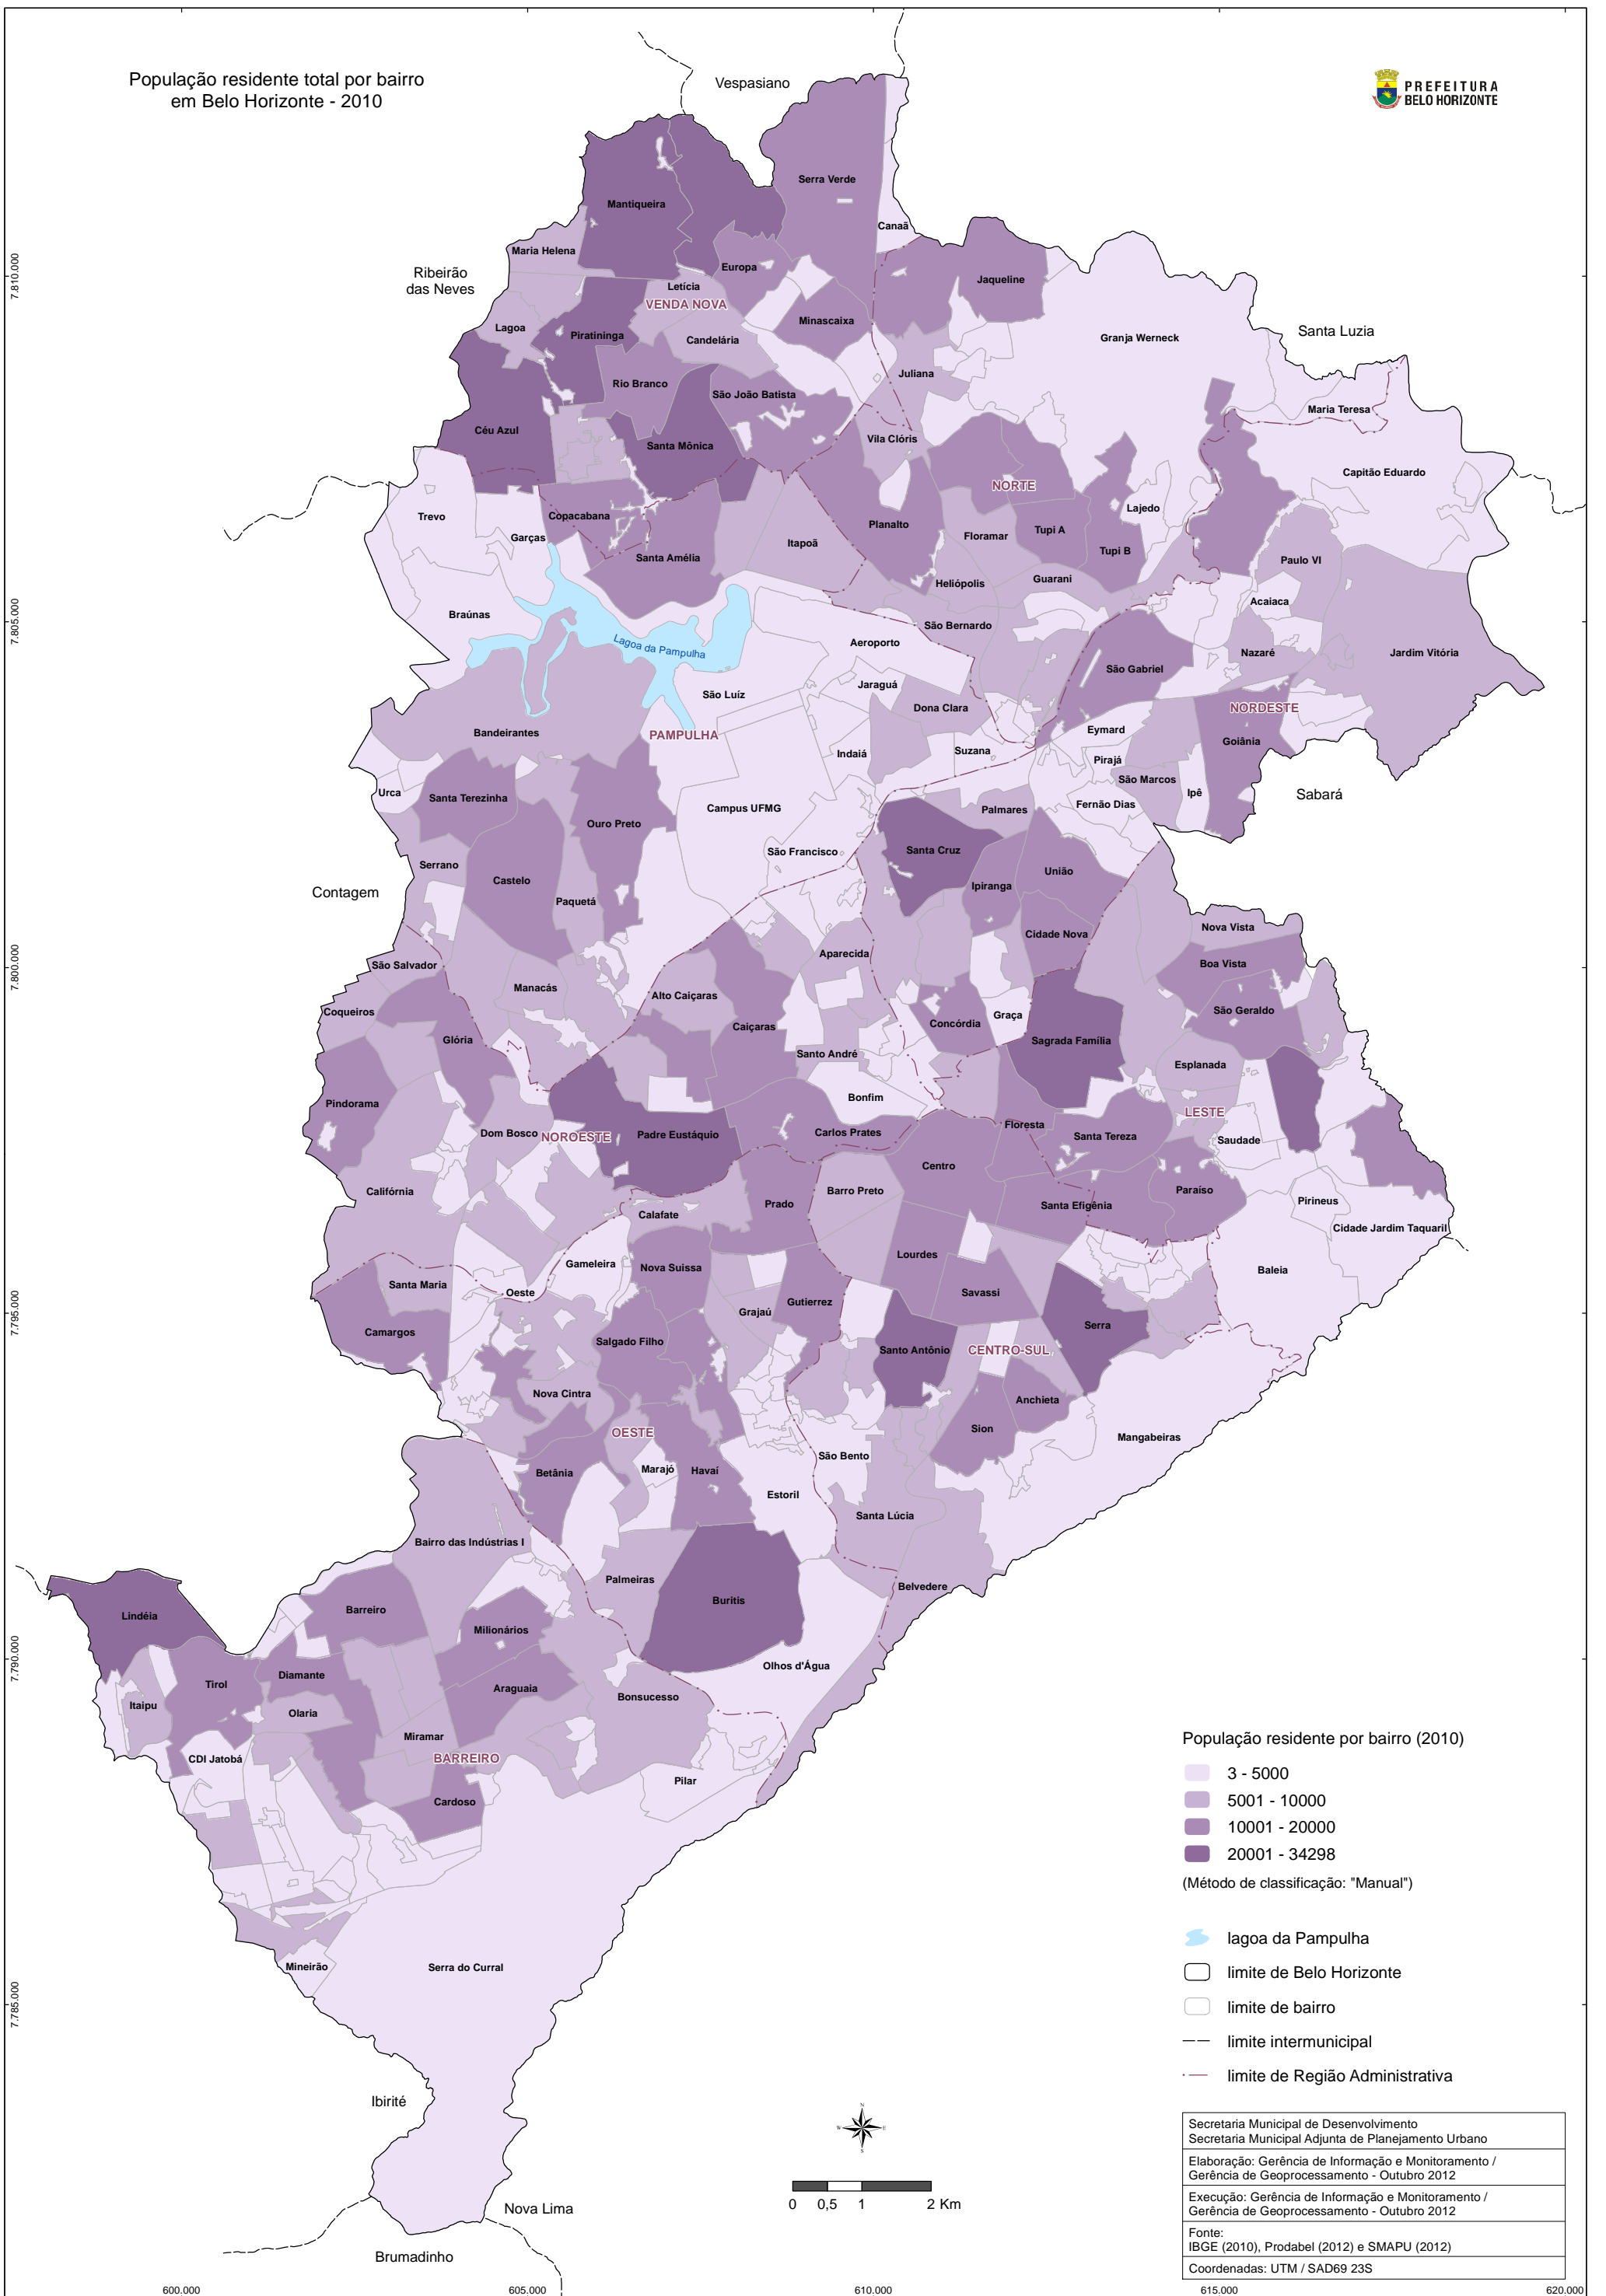 População residente total por bairro
em Belo Horizonte - 2010
PREFEITURA
BELO HORIZONTE
Vespasiano
Ribeirão
das Neves
Santa Luzia
Contagem
Sabará
Ibirité
Nova Lima
Brumadinho
Serra Verde
Mantiqueira
Canaã
Maria Helena
Europa
Jaqueline
Letícia
VENDA NOVA
Minascaixa
Lagoa
Piratininga
Candelária
Granja Werneck
Juliana
Rio Branco
São João Batista
Maria Teresa
Céu Azul
Santa Mônica
Vila Clóris
Capitão Eduardo
NORTE
Trevo
Copacabana
Lajedo
Planalto
Tupi A
Garças
Itapoã
Floramar
Tupi B
Santa Amélia
Paulo VI
Heliópolis
Guarani
Acaiaca
Braúnas
São Bernardo
Aeroporto
Lagoa da Pampulha
Nazaré
Jardim Vitória
São Gabriel
Jaraguá
São Luíz
Dona Clara
NORDESTE
Bandeirantes
PAMPULHA
Eymard
Goiânia
Indaiá
Suzana
Pirajá
São Marcos
Ipê
Urca
Santa Terezinha
Campus UFMG
Palmares
Fernão Dias
Ouro Preto
São Francisco
Santa Cruz
Serrano
União
Castelo
Ipiranga
Paquetá
Nova Vista
Cidade Nova
Aparecida
São Salvador
Boa Vista
Manacás
Alto Caiçaras
Coqueiros
São Geraldo
Graça
Concórdia
Caiçaras
Glória
Sagrada Família
Santo André
Esplanada
Bonfim
Pindorama
LESTE
Floresta
Dom Bosco
NOROESTE
Padre Eustáquio
Carlos Prates
Santa Tereza
Saudade
Centro
Califórnia
Barro Preto
Paraíso
Prado
Santa Efigênia
Pirineus
Calafate
Cidade Jardim Taquaril
Lourdes
Gameleira
Nova Suissa
Baleia
Santa Maria
Oeste
Savassi
Gutierrez
Grajaú
Serra
Camargos
Salgado Filho
Santo Antônio
CENTRO-SUL
Nova Cintra
Anchieta
Sion
OESTE
Mangabeiras
São Bento
Betânia
Marajó
Havaí
Estoril
Santa Lúcia
Bairro das Indústrias I
Palmeiras
Belvedere
Buritis
Lindéia
Barreiro
Milionários
Olhos d'Água
Diamante
Tirol
Araguaia
Bonsucesso
Itaipu
Olaria
Miramar
CDI Jatobá
BARREIRO
Pilar
Cardoso
Mineirão
Serra do Curral
População residente por bairro (2010)
3 - 5000
5001 - 10000
10001 - 20000
20001 - 34298
(Método de classificação: "Manual")
lagoa da Pampulha
limite de Belo Horizonte
limite de bairro
limite intermunicipal
limite de Região Administrativa
Secretaria Municipal de Desenvolvimento
Secretaria Municipal Adjunta de Planejamento Urbano
Elaboração: Gerência de Informação e Monitoramento /
Gerência de Geoprocessamento - Outubro 2012
Execução: Gerência de Informação e Monitoramento /
Gerência de Geoprocessamento - Outubro 2012
Fonte:
IBGE (2010), Prodabel (2012) e SMAPU (2012)
Coordenadas: UTM / SAD69 23S
N
W E
S
0 0,5 1 2 Km
7.810.000
7.805.000
7.800.000
7.795.000
7.790.000
7.785.000
600.000 605.000 610.000 615.000 620.000